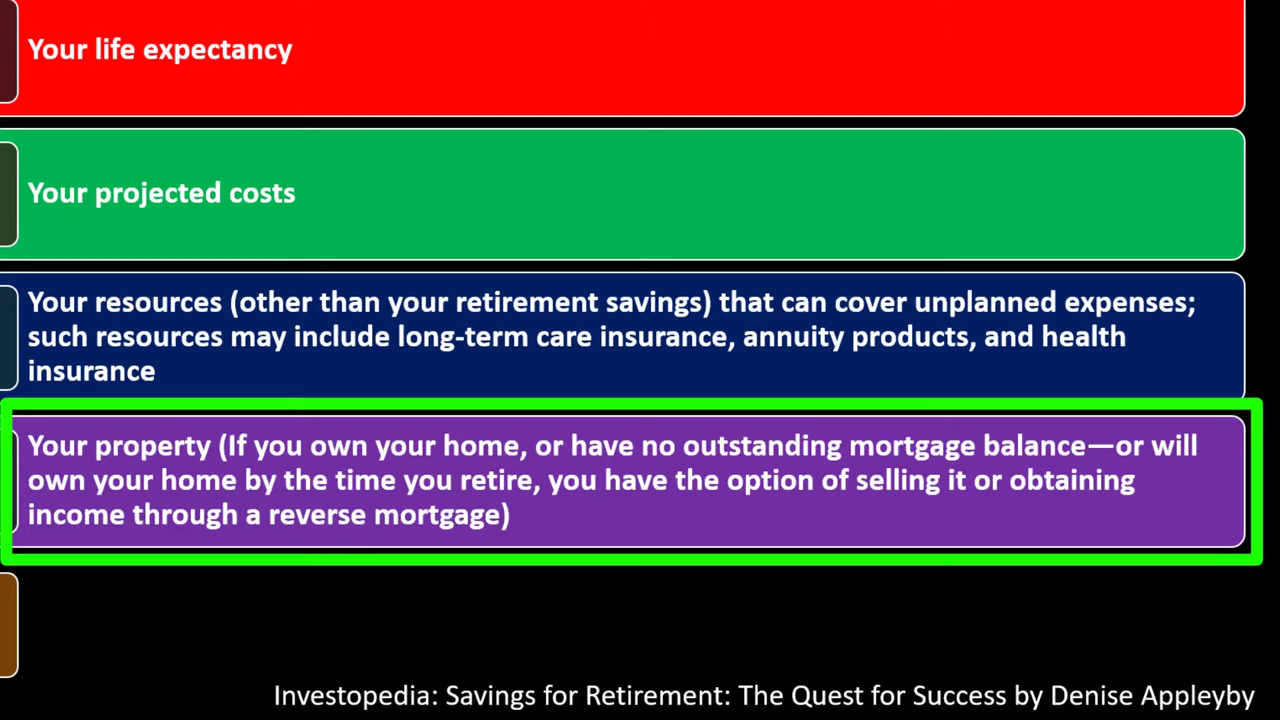 Your life expectancy
Your projected costs
Your resources (other than your retirement savings) that can cover unplanned expenses;
such resources may include long-term care insurance, annuity products, and health
insurance
Your property (If you own your home, or have no outstanding mortgage balance—or will
own your home by the time you retire, you have the option of selling it or obtaining
income through a reverse mortgage)
Investopedia: Savings for Retirement: The Quest for Success by Denise Appleyby